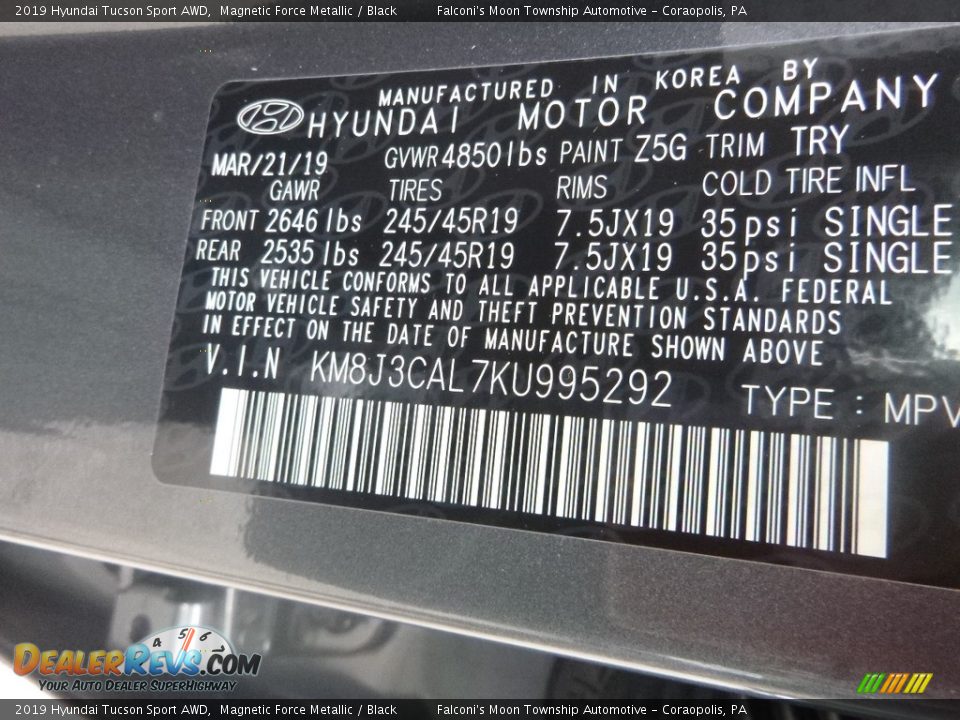 2019 Hyundai Tucson Sport AWD, Magnetic Force Metallic / Black Falconi's Moon Township Automotive - Coraopolis, PA
MANUFACTURED IN KOREA BY
HYUNDAI MOTOR COMPANY
MAR/21/19 GVWR 4850lbs PAINT Z5G TRIM TRY
GAWR TIRES RIMS COLD TIRE INFL
FRONT 2646 lbs 245/45R19 7.5JX19 35psi SINGLE
REAR 2535 lbs 245/45R19 7.5JX19 35psi SINGLE
THIS VEHICLE CONFORMS TO ALL APPLICABLE U.S.A. FEDERAL
MOTOR VEHICLE SAFETY AND THEFT PREVENTION STANDARDS
IN EFFECT ON THE DATE OF MANUFACTURE SHOWN ABOVE
V.I.N KM8J3CAL7KU995292 TYPE : MPV
4 5 6
DEALERREVS.COM
YOUR AUTO DEALER SUPERHIGHWAY
2019 Hyundai Tucson Sport AWD, Magnetic Force Metallic / Black Falconi's Moon Township Automotive - Coraopolis, PA